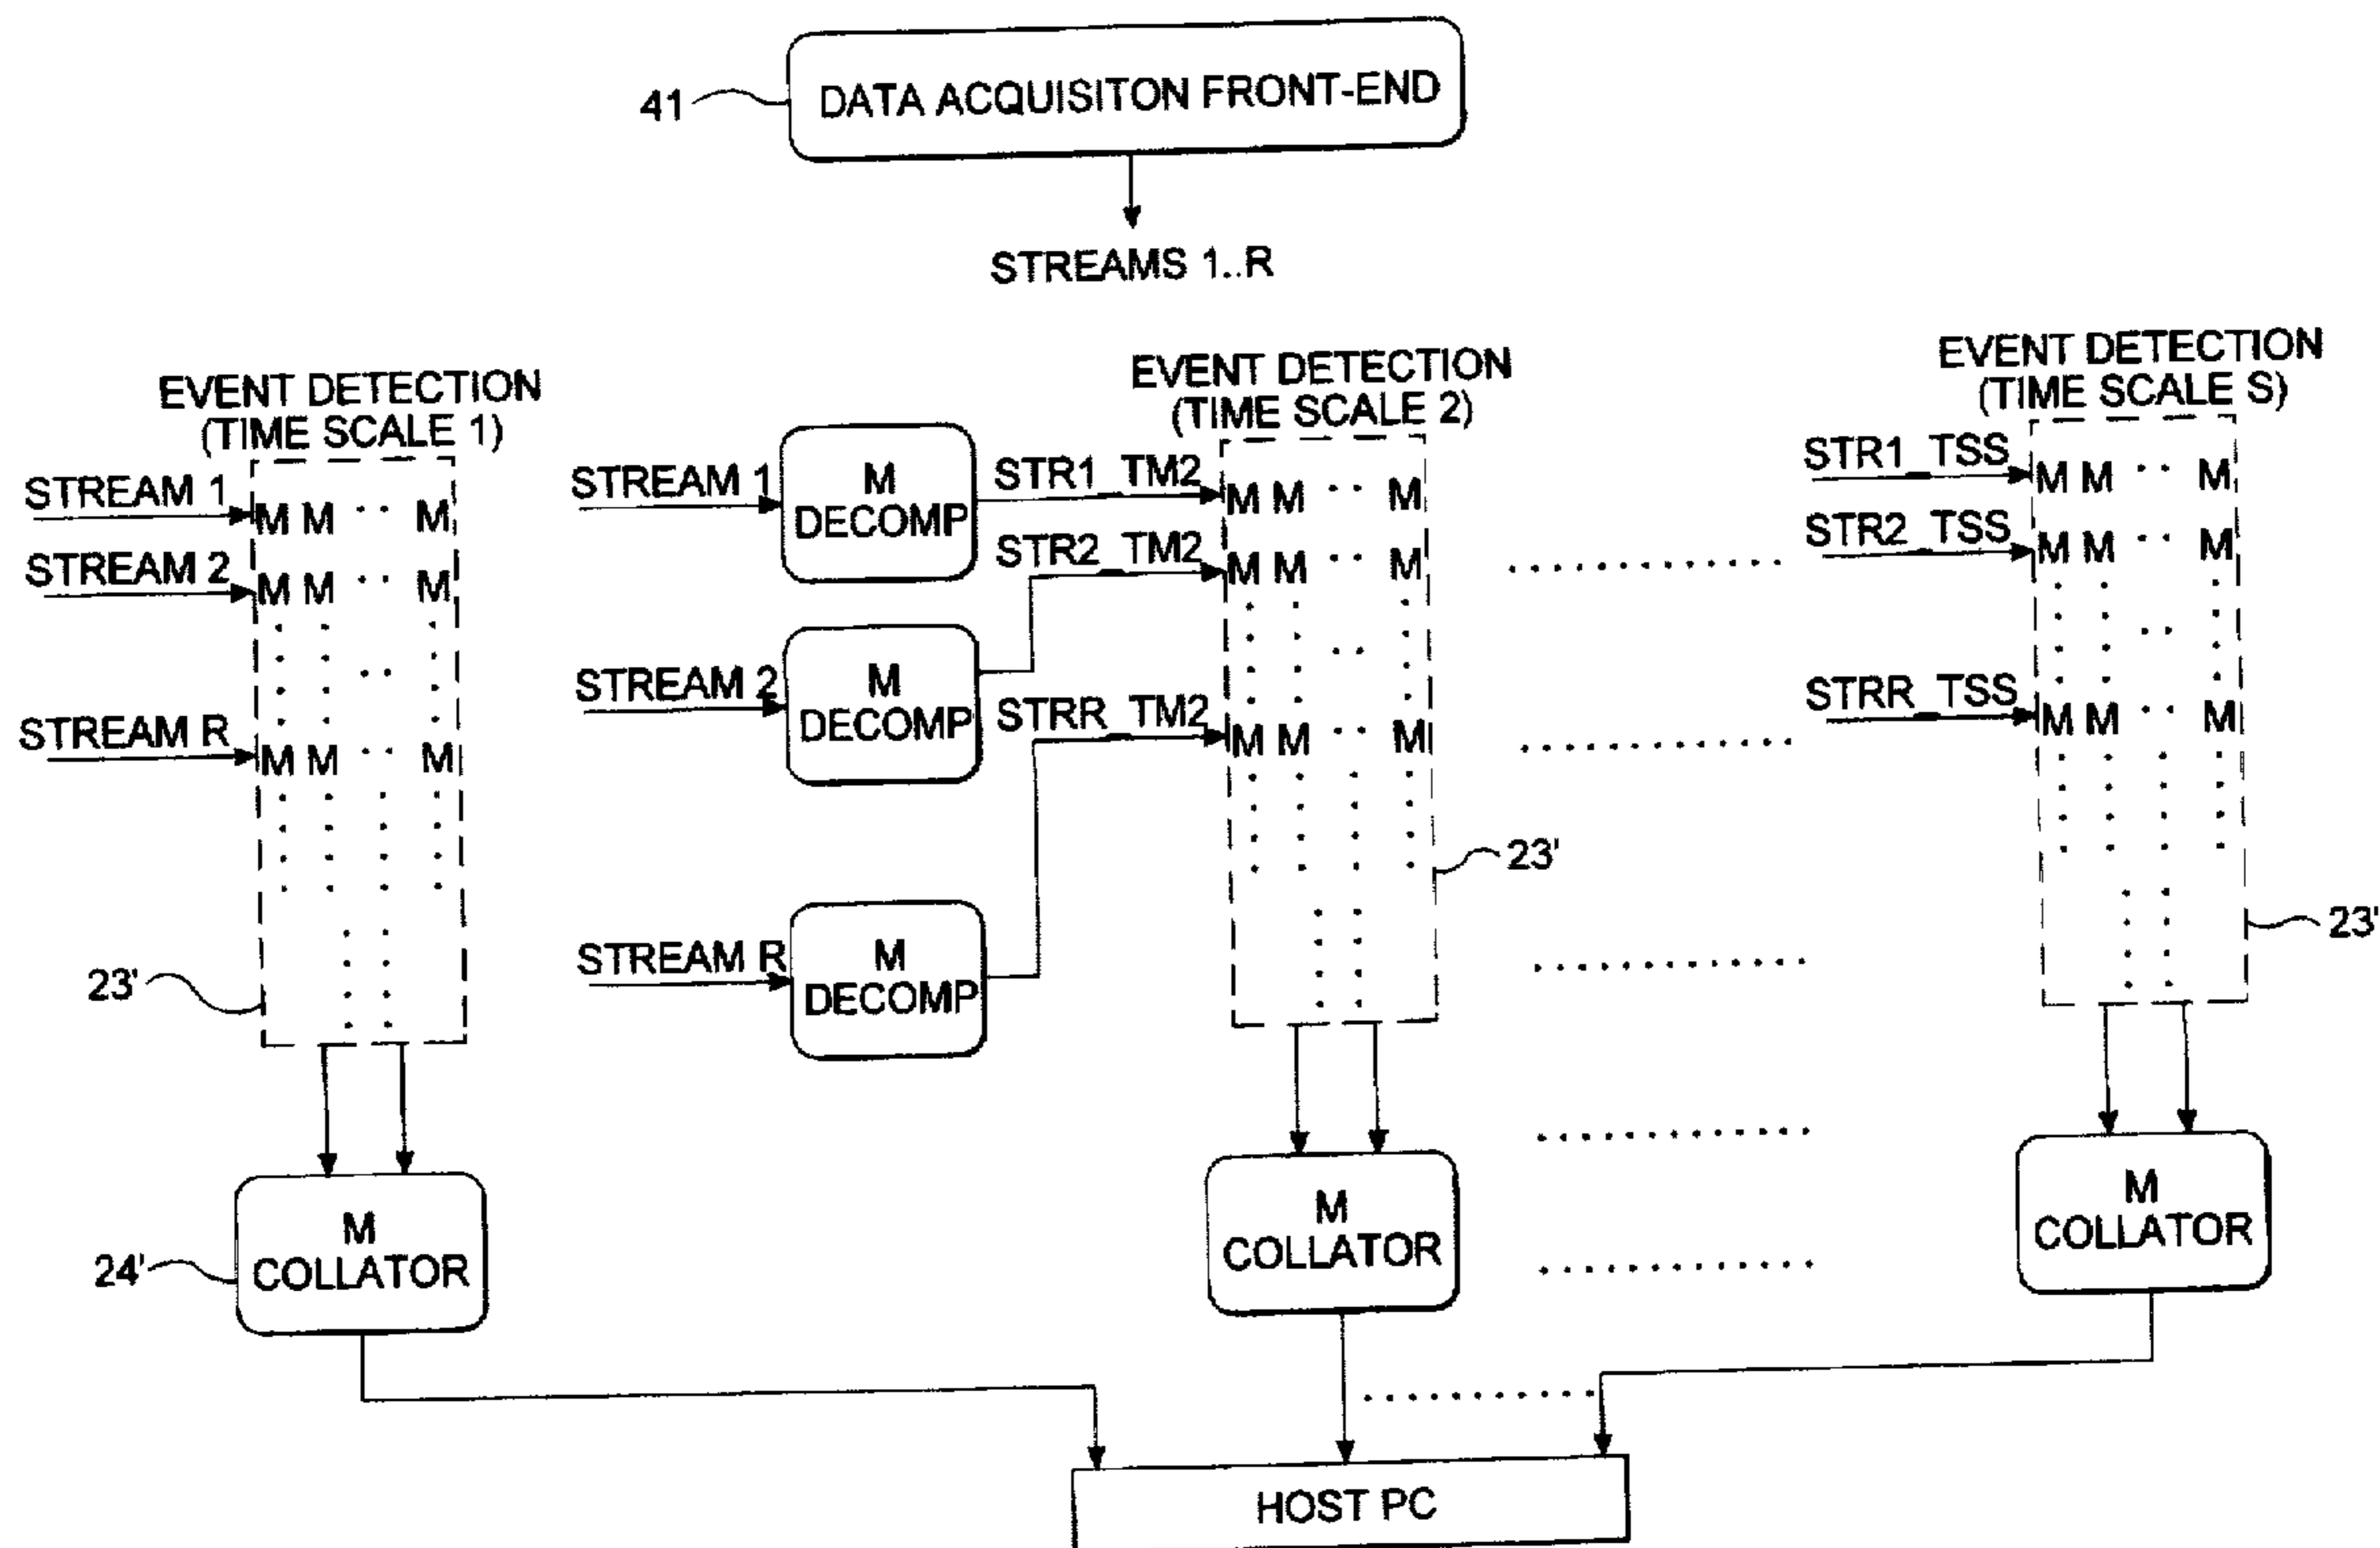 DATA ACQUISITON FRONT-END
41
STREAMS 1..R
EVENT DETECTION
(TIME SCALE 1)
STREAM 1
M M .. M
STREAM 2
M M .. M
STREAM R
M M .. M
23'
M
COLLATOR
24'
STREAM 1
M
DECOMP
STR1_TM2
STREAM 2
M
DECOMP
STR2_TM2
STREAM R
M
DECOMP
STRR_TM2
EVENT DETECTION
(TIME SCALE 2)
M M .. M
M M .. M
M M .. M
23'
M
COLLATOR
EVENT DETECTION
(TIME SCALE S)
STR1_TSS
M M .. M
STR2_TSS
M M .. M
STRR_TSS
M M .. M
23'
M
COLLATOR
HOST PC